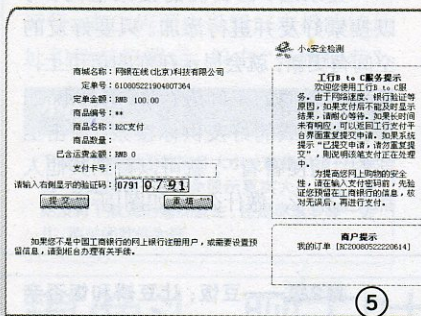 小e安全检测
商城名称：网银在线（北京）科技有限公司
定单号：610805221904807364
定单金额：RMB 100.00
商品编号：**
商品名称：B2C支付
商品数量：
已含运费金额：RMB 0
支付卡号：
请输入右侧显示的验证码：0791 0791
提 交 重 填
如果您不是中国工商银行的网上银行注册用户，或需要设置预
留信息，请到柜台办理有关手续。
工行B to C服务提示
欢迎您使用工行B to C服
务。由于网络速度、银行验证等
原因，如果支付后不能及时显示
结果，请耐心等待。如果长时间
未有响应，可以返回工行支付平
台界面重复提交申请。如果系统
提示“已提交申请，请勿重复提
交”，则说明该笔支付正在处理
中。
为提高您网上购物的安全
性，请在输入支付密码前，先验
证您预留在工商银行的信息，核
对无误后，再进行支付。
商户提示
我的订单 [RC20080522220614]
5